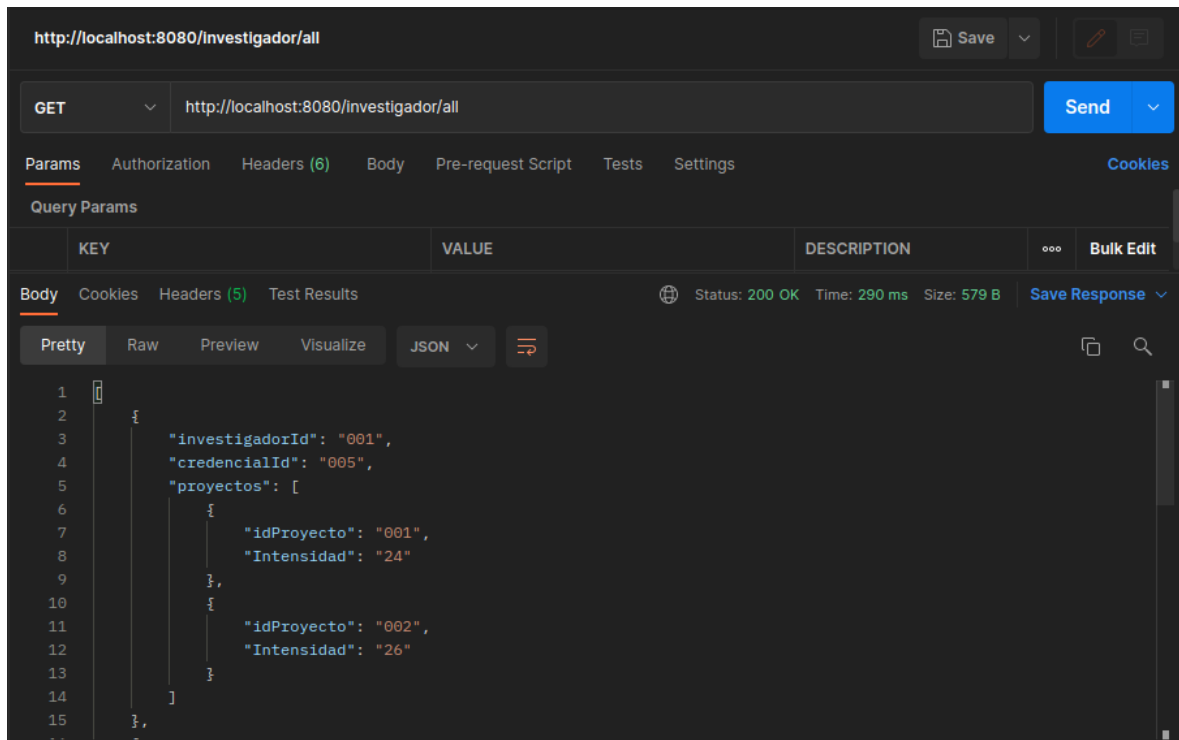 http://localhost:8080/investigador/all Save
GET http://localhost:8080/investigador/all Send
Params Authorization Headers (6) Body Pre-request Script Tests Settings Cookies
Query Params
KEY VALUE DESCRIPTION ooo Bulk Edit
Body Cookies Headers (5) Test Results Status: 200 OK Time: 290 ms Size: 579 B Save Response
Pretty Raw Preview Visualize JSON
1 [
2 {
3 "investigadorId": "001",
4 "credencialId": "005",
5 "proyectos": [
6 {
7 "idProyecto": "001",
8 "Intensidad": "24"
9 },
10 {
11 "idProyecto": "002",
12 "Intensidad": "26"
13 }
14 ]
15 },